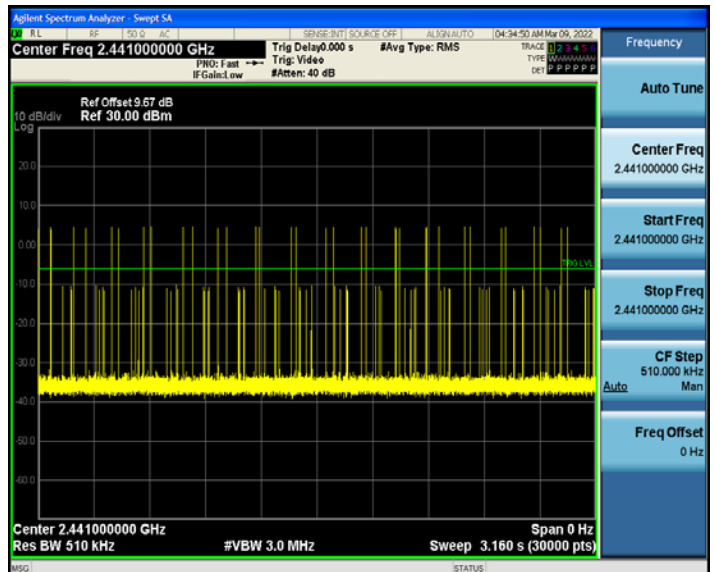 Agilent Spectrum Analyzer - Swept SA
RL RF 50 Ω AC SENSE:INT SOURCE OFF ALIGN AUTO 04:34:50 AM Mar 09, 2022
Center Freq 2.441000000 GHz
PNO: Fast
IFGain:Low
Trig Delay0.000 s
Trig: Video
#Atten: 40 dB
#Avg Type: RMS
TRACE 1 2 3 4 5 6
TYPE
DET P P P P P P
Ref Offset 9.67 dB
10 dB/div Ref 30.00 dBm
Log
20.0
10.0
0.00
TRIG LVL
-10.0
-20.0
-30.0
-40.0
-50.0
-60.0
Center 2.441000000 GHz Span 0 Hz
Res BW 510 kHz #VBW 3.0 MHz Sweep 3.160 s (30000 pts)
MSG STATUS
Frequency
Auto Tune
Center Freq
2.441000000 GHz
Start Freq
2.441000000 GHz
Stop Freq
2.441000000 GHz
CF Step
510.000 kHz
Auto Man
Freq Offset
0 Hz